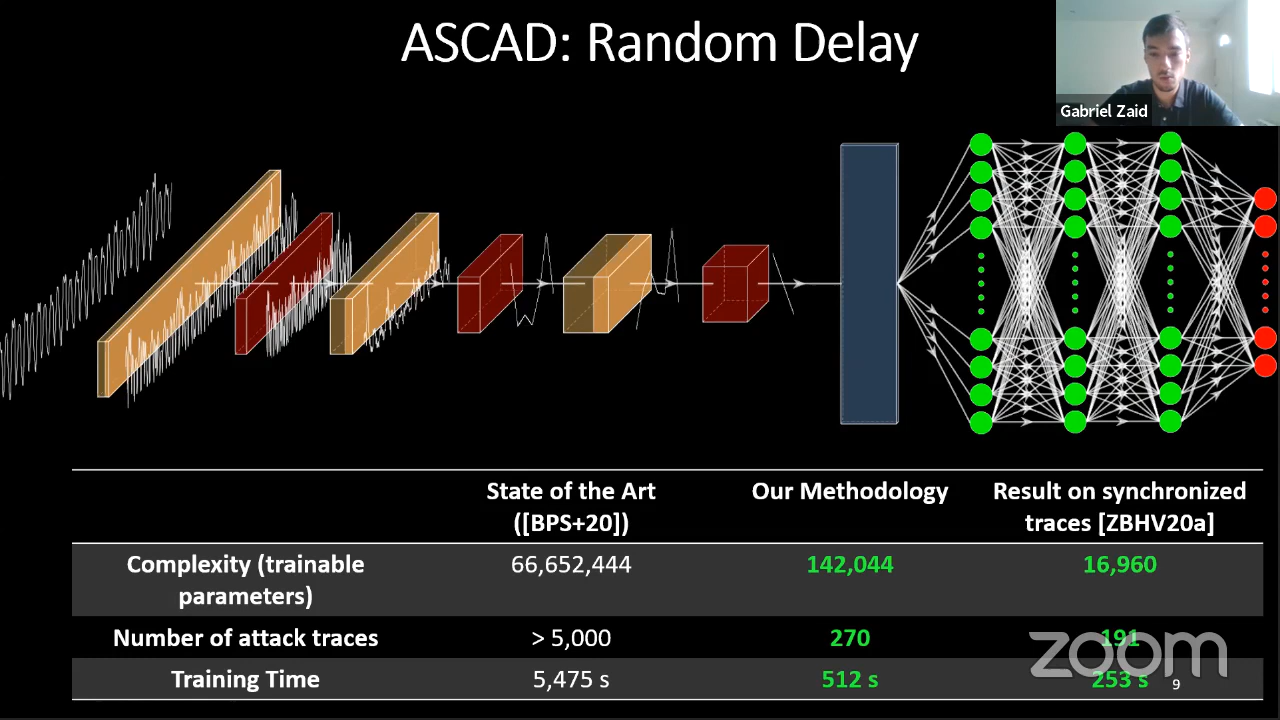 ASCAD: Random Delay
Gabriel Zaid
State of the Art
([BPS+20])
Our Methodology
Result on synchronized
traces [ZBHV20a]
Complexity (trainable
parameters)
66,652,444
142,044
16,960
Number of attack traces
> 5,000
270
191
Training Time
5,475 s
512 s
253 s
zoom
9